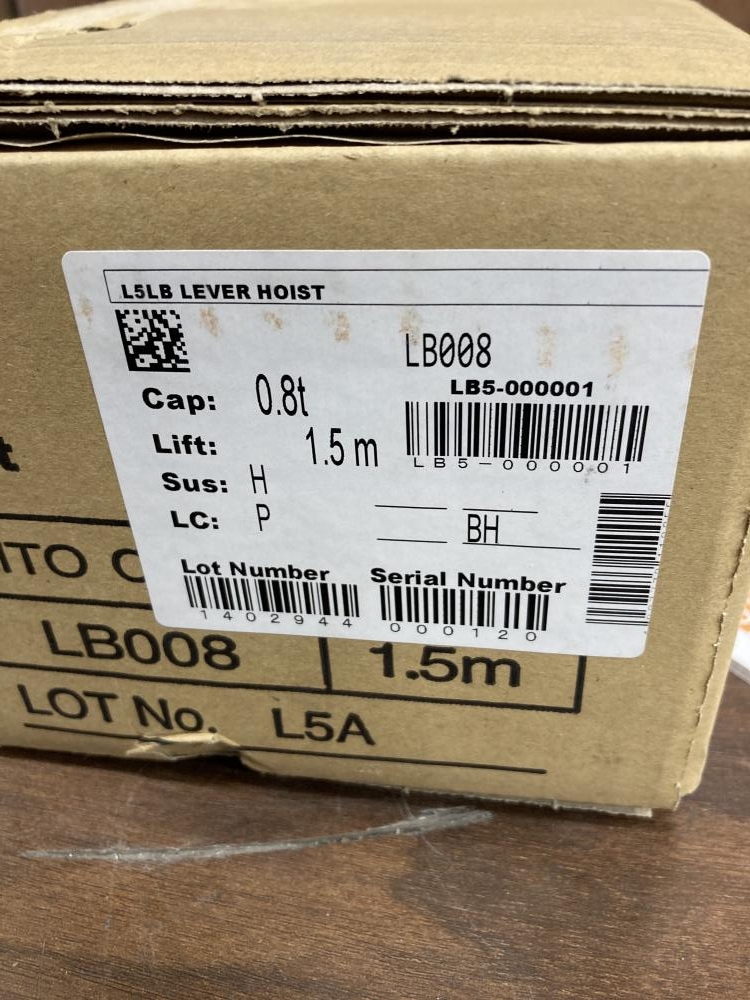 L5LB LEVER HOIST
LB008
LB5-000001
LB5-000001
Cap: 0.8t
Lift: 1.5 m
Sus: H
LC: P
BH
Lot Number
1402944
Serial Number
000120
LB008
1.5m
LOT No. L5A